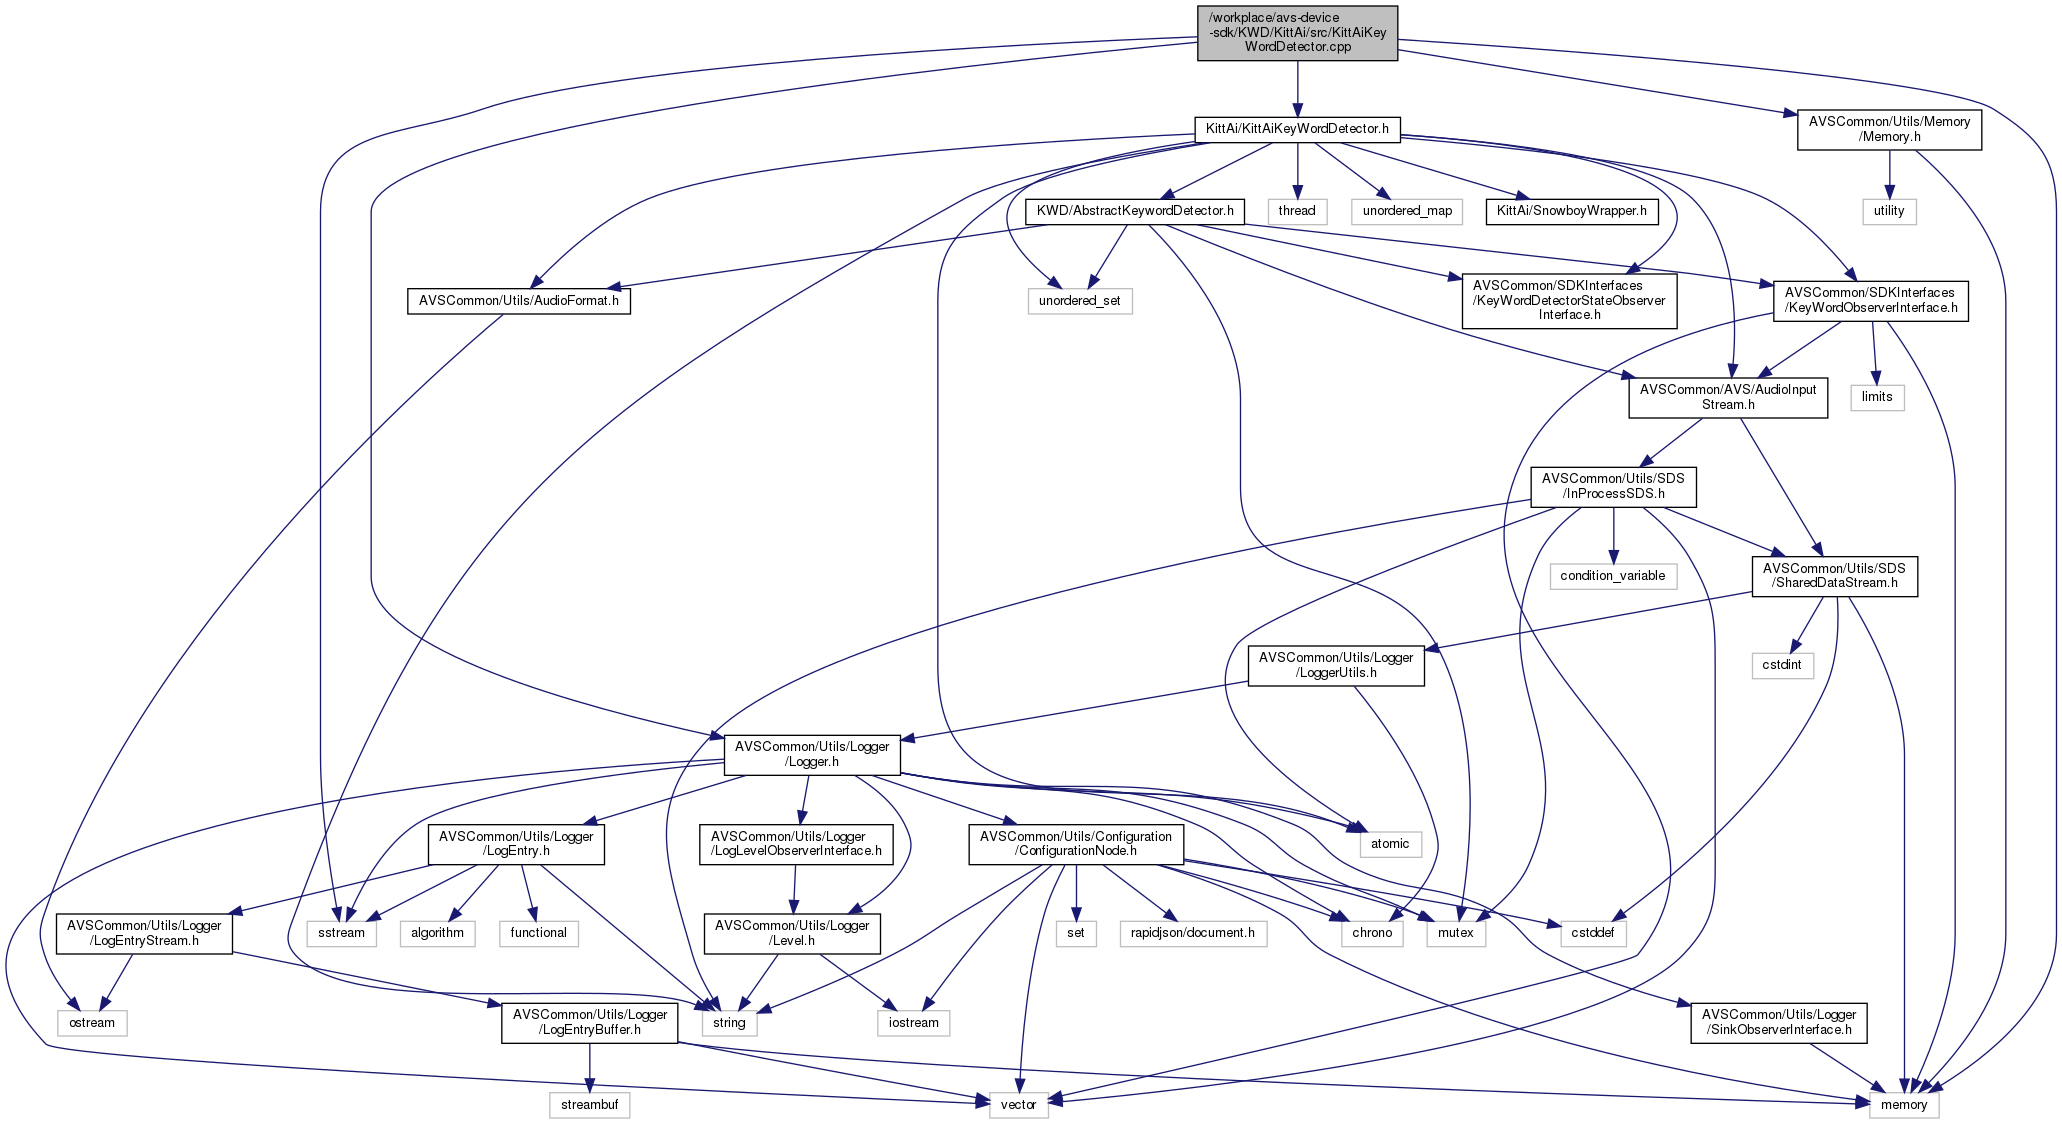 /workplace/avs-device
-sdk/KWD/KittAi/src/KittAiKey
WordDetector.cpp
AVSCommon/Utils/Memory
/Memory.h
KittAi/KittAiKeyWordDetector.h
KWD/AbstractKeywordDetector.h
thread
unordered_map
KittAi/SnowboyWrapper.h
utility
AVSCommon/Utils/AudioFormat.h
unordered_set
AVSCommon/SDKInterfaces
/KeyWordDetectorStateObserver
Interface.h
AVSCommon/SDKInterfaces
/KeyWordObserverInterface.h
AVSCommon/AVS/AudioInput
Stream.h
limits
AVSCommon/Utils/SDS
/InProcessSDS.h
condition_variable
AVSCommon/Utils/SDS
/SharedDataStream.h
AVSCommon/Utils/Logger
/LoggerUtils.h
cstdint
AVSCommon/Utils/Logger
/Logger.h
AVSCommon/Utils/Logger
/LogEntry.h
AVSCommon/Utils/Logger
/LogLevelObserverInterface.h
AVSCommon/Utils/Configuration
/ConfigurationNode.h
atomic
AVSCommon/Utils/Logger
/LogEntryStream.h
sstream
algorithm
functional
AVSCommon/Utils/Logger
/Level.h
set
rapidjson/document.h
chrono
mutex
cstddef
ostream
AVSCommon/Utils/Logger
/LogEntryBuffer.h
string
iostream
AVSCommon/Utils/Logger
/SinkObserverInterface.h
streambuf
vector
memory